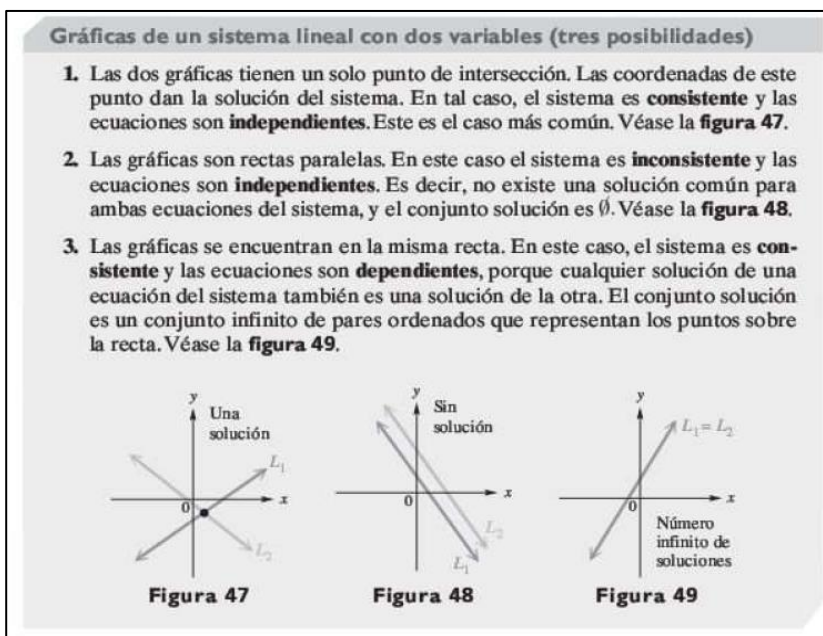 Gráficas de un sistema lineal con dos variables (tres posibilidades)
1. Las dos gráficas tienen un solo punto de intersección. Las coordenadas de este
punto dan la solución del sistema. En tal caso, el sistema es consistente y las
ecuaciones son independientes. Este es el caso más común. Véase la figura 47.
2. Las gráficas son rectas paralelas. En este caso el sistema es inconsistente y las
ecuaciones son independientes. Es decir, no existe una solución común para
ambas ecuaciones del sistema, y el conjunto solución es ∅. Véase la figura 48.
3. Las gráficas se encuentran en la misma recta. En este caso, el sistema es con-
sistente y las ecuaciones son dependientes, porque cualquier solución de una
ecuación del sistema también es una solución de la otra. El conjunto solución
es un conjunto infinito de pares ordenados que representan los puntos sobre
la recta. Véase la figura 49.
y
Una
solución
L₁
x
0
L₂
Figura 47
y
Sin
solución
x
0
L₂
L₁
Figura 48
y
L₁ = L₂
x
0
Número
infinito de
soluciones
Figura 49